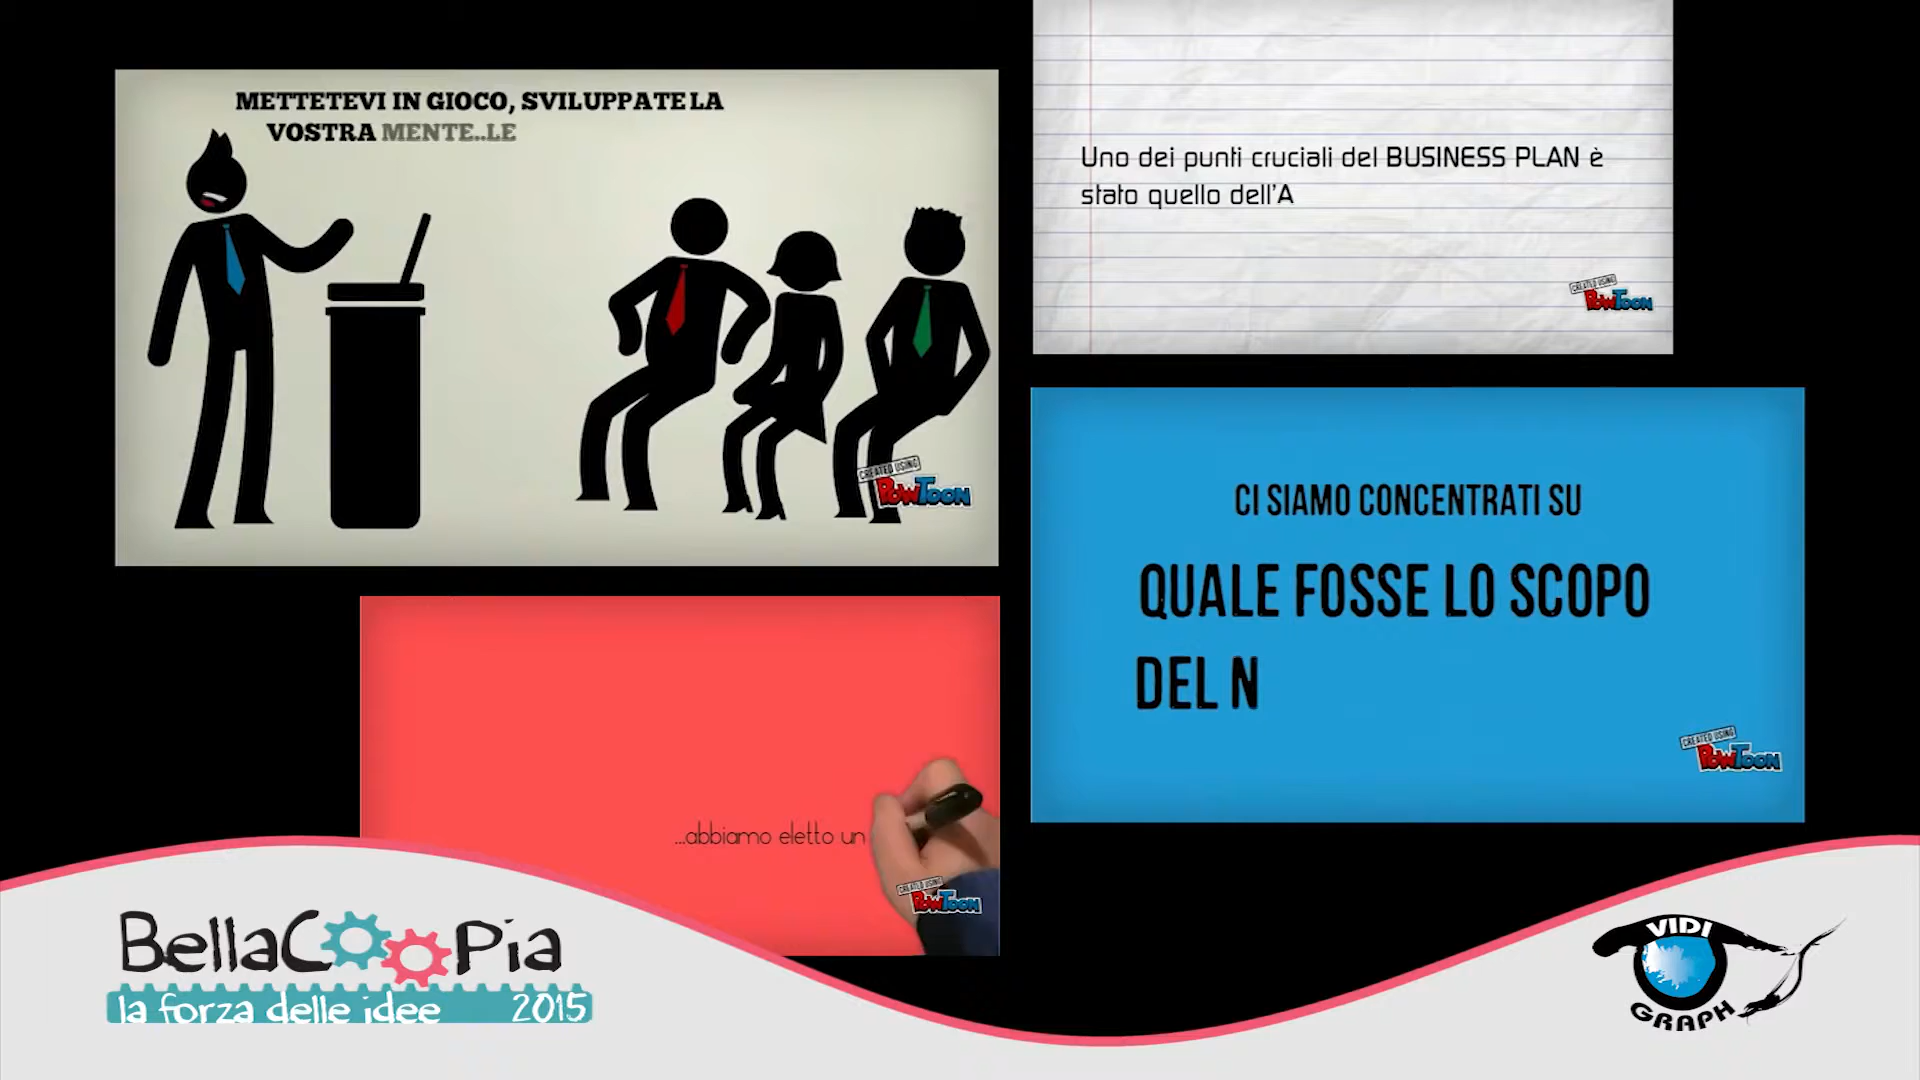 METTETEVI IN GIOCO, SVILUPPATE LA
VOSTRA MENTE..LE
CREATED USING
POWTOON
Uno dei punti cruciali del BUSINESS PLAN è
stato quello dell'A
CREATED USING
POWTOON
CI SIAMO CONCENTRATI SU
QUALE FOSSE LO SCOPO
DEL N
CREATED USING
POWTOON
...abbiamo eletto un
CREATED USING
POWTOON
BellaCooPia
la forza delle idee 2015
VIDI
GRAPH